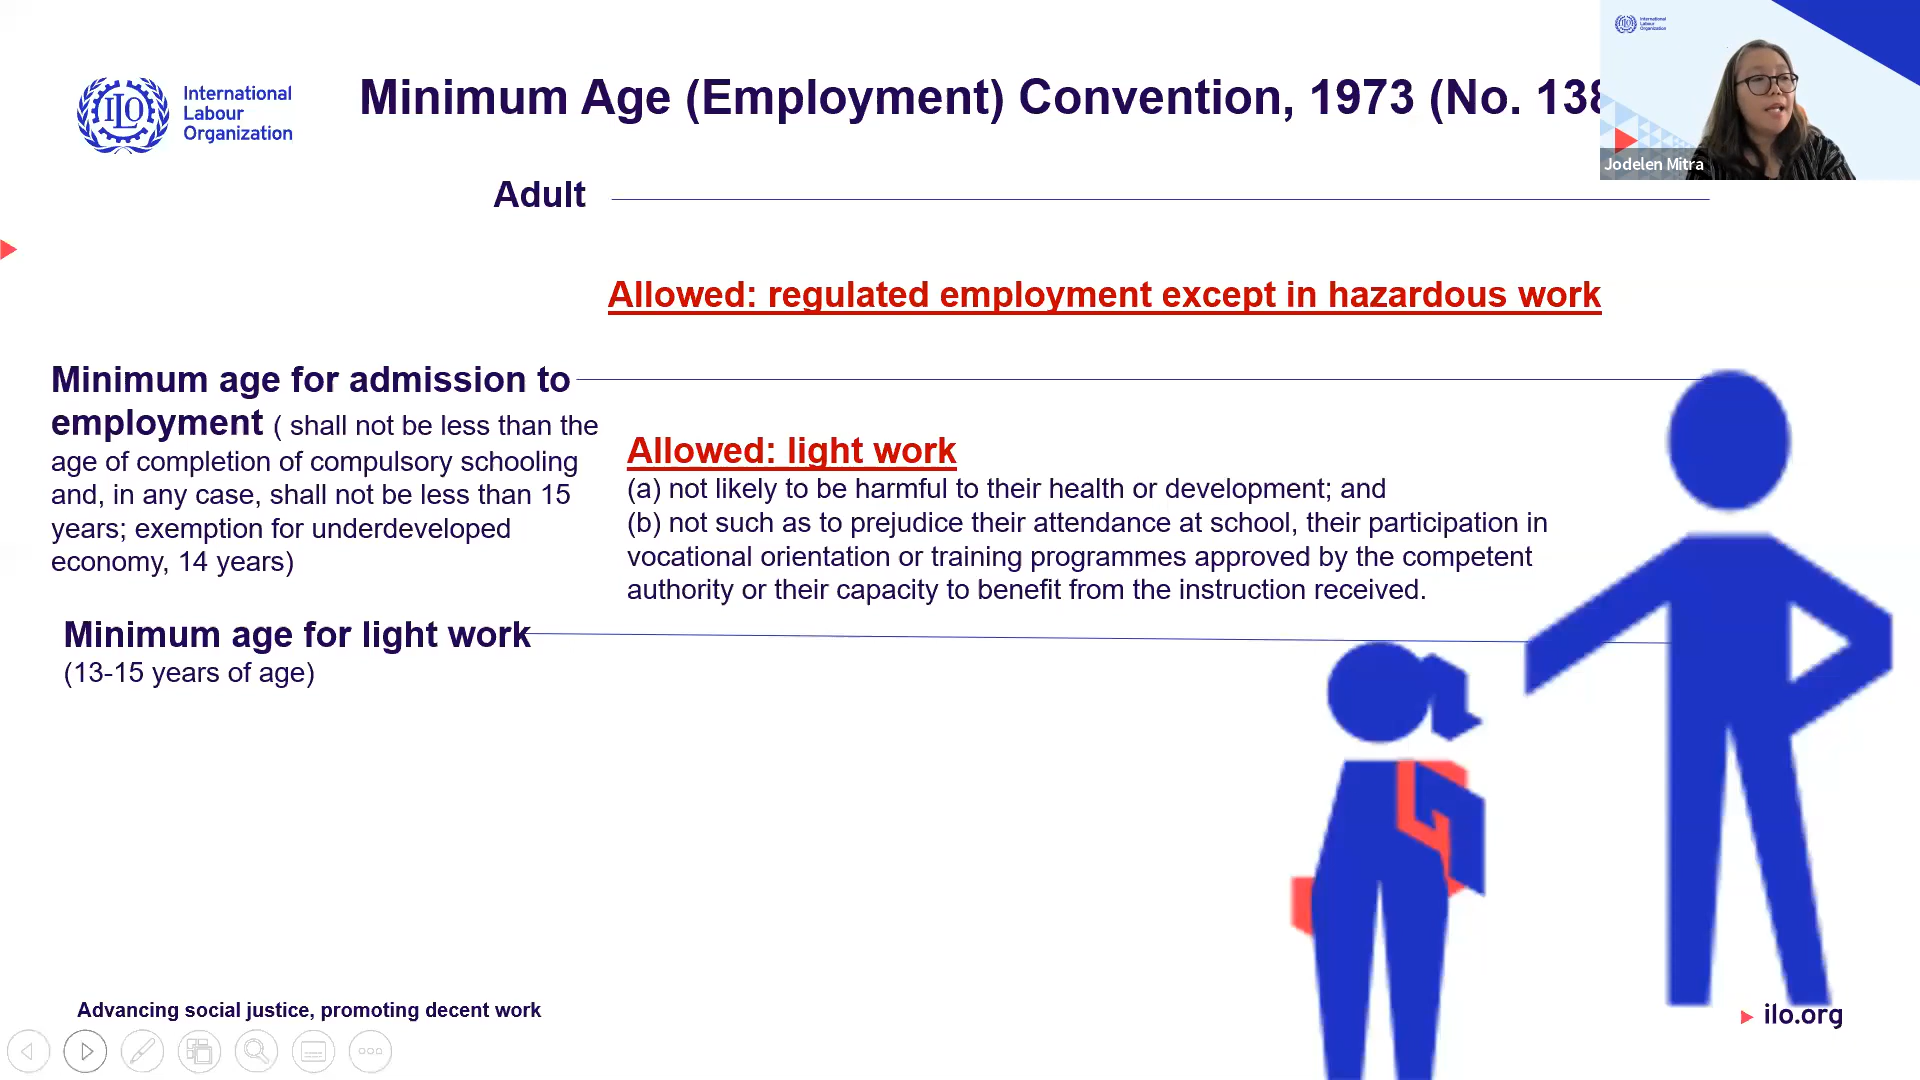 International
Labour
Organization
Minimum Age (Employment) Convention, 1973 (No. 138
International
Labour
Organization
Jodelen Mitra
Adult
Allowed: regulated employment except in hazardous work
Minimum age for admission to
employment ( shall not be less than the
age of completion of compulsory schooling
and, in any case, shall not be less than 15
years; exemption for underdeveloped
economy, 14 years)
Allowed: light work
(a) not likely to be harmful to their health or development; and
(b) not such as to prejudice their attendance at school, their participation in
vocational orientation or training programmes approved by the competent
authority or their capacity to benefit from the instruction received.
Minimum age for light work
(13-15 years of age)
Advancing social justice, promoting decent work
ilo.org